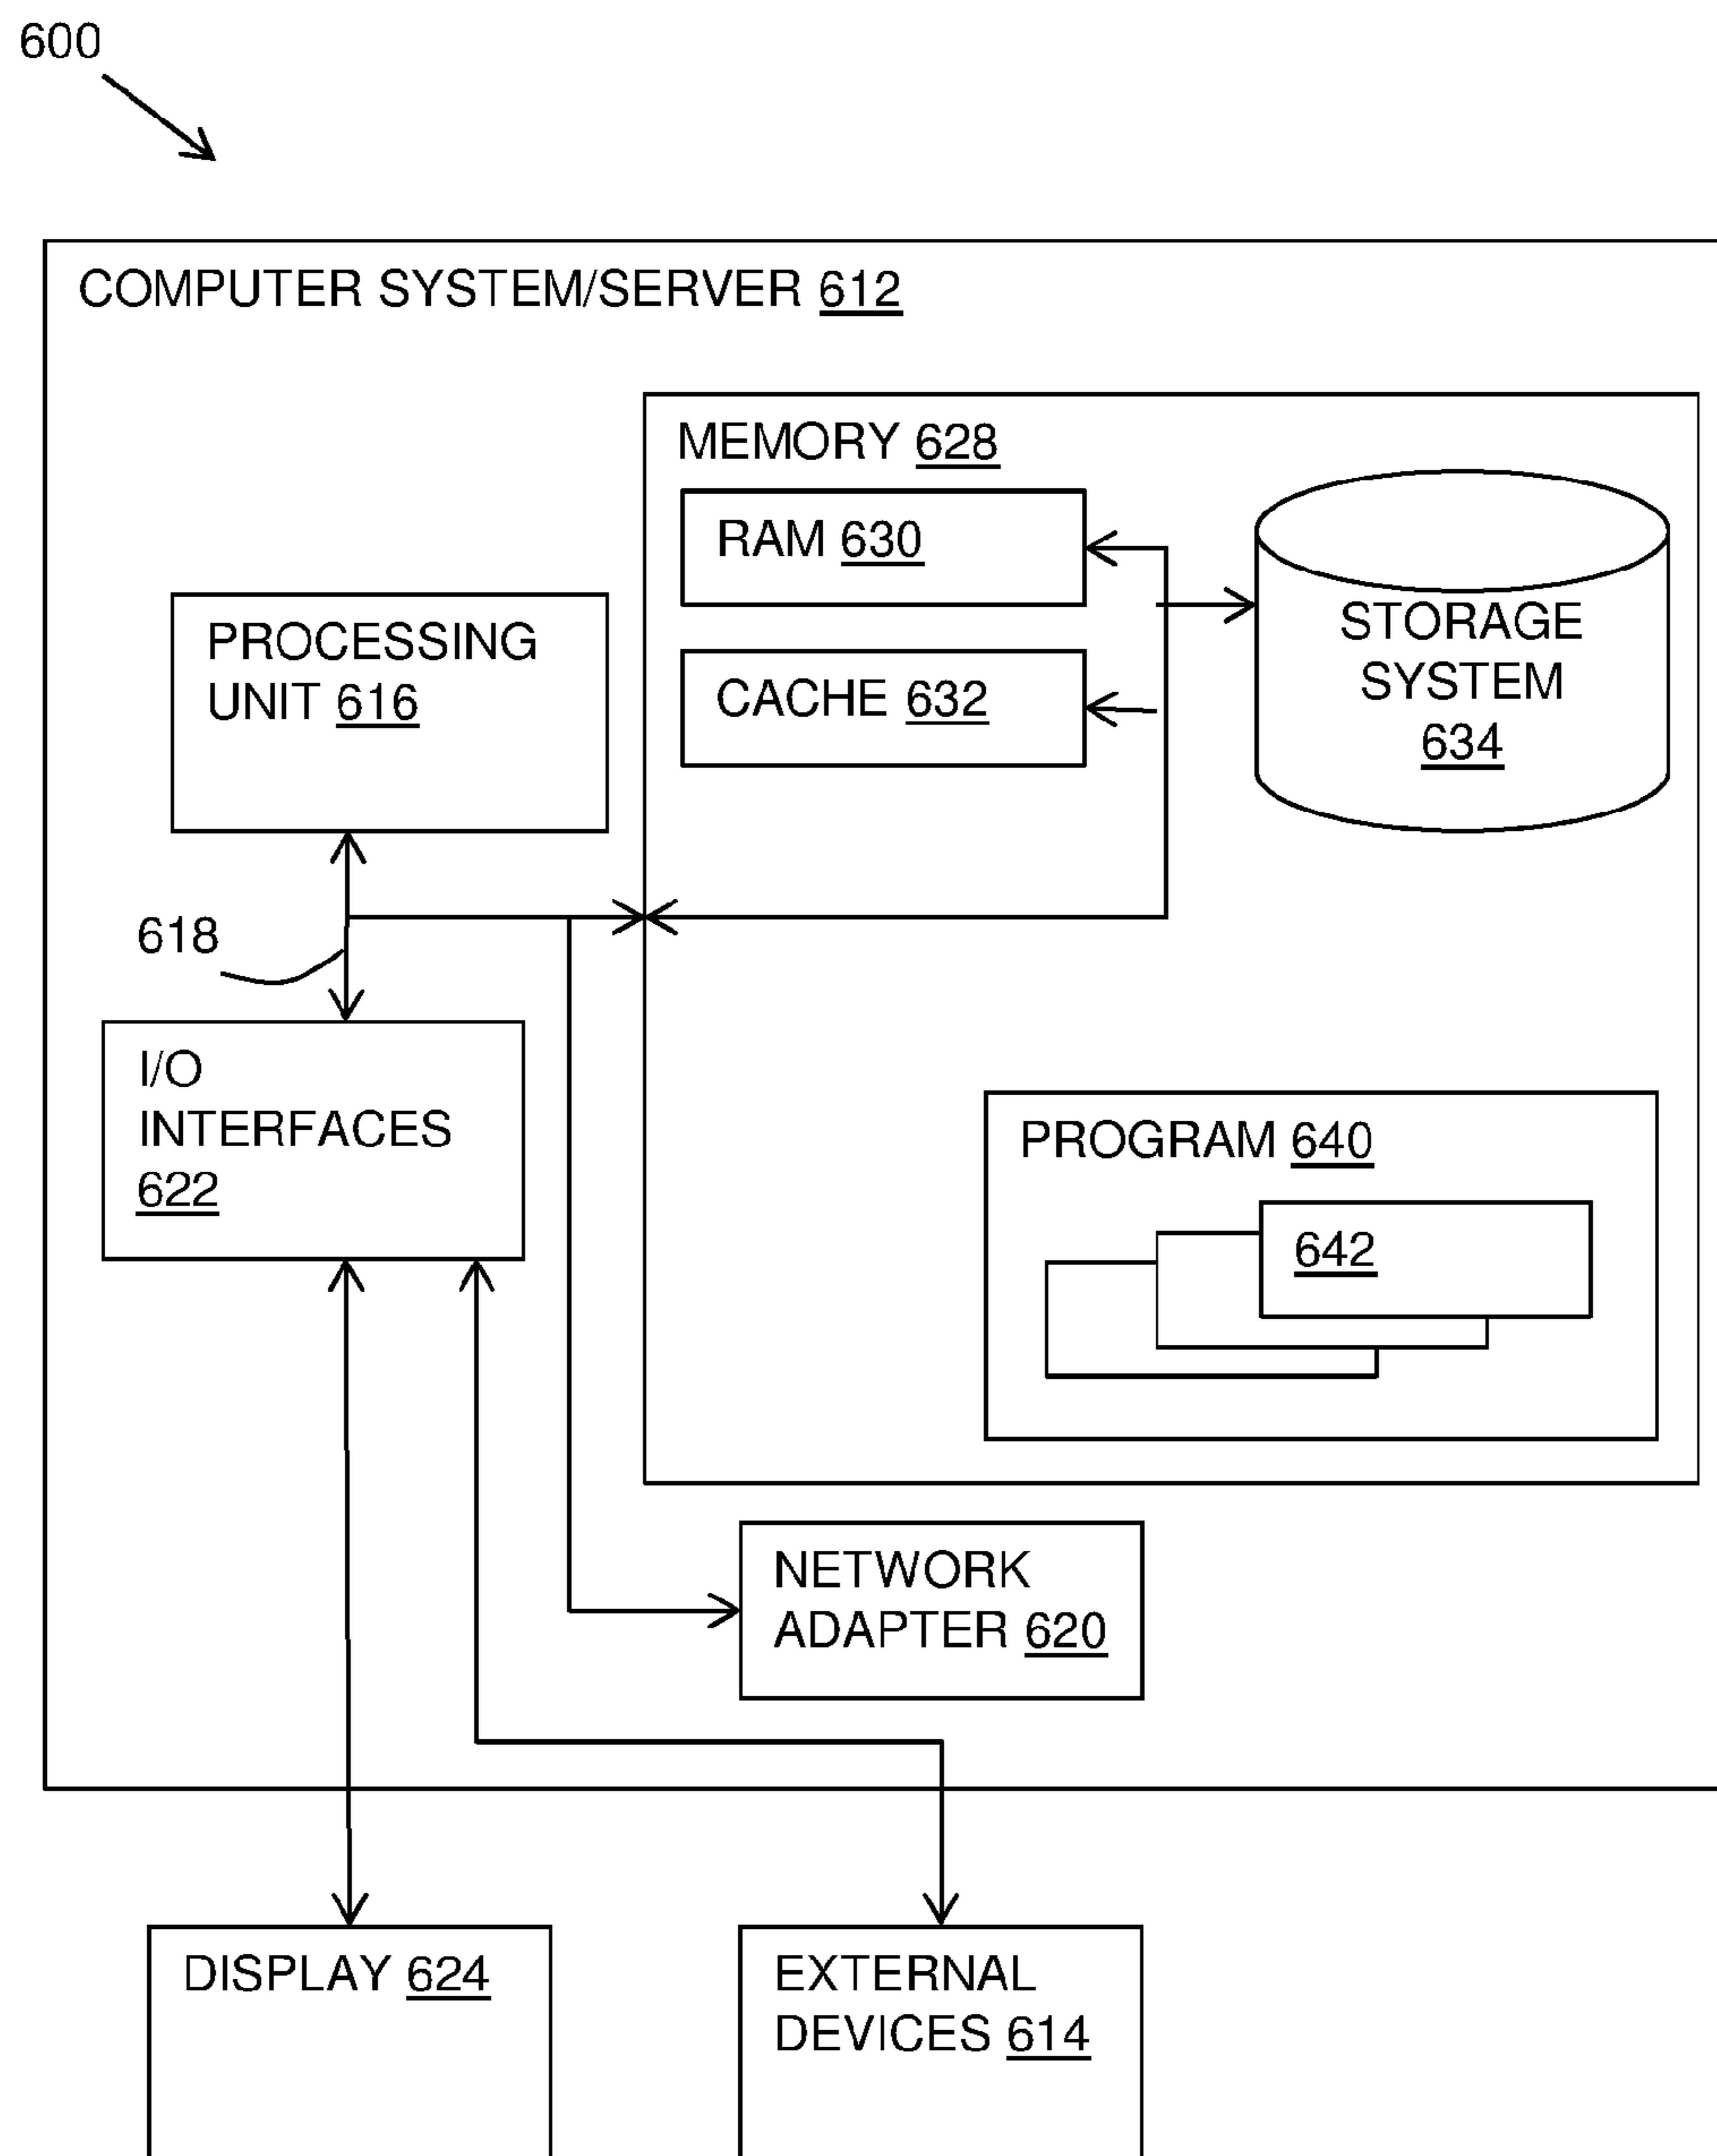 600
COMPUTER SYSTEM/SERVER 612
MEMORY 628
RAM 630
CACHE 632
STORAGE
SYSTEM
634
PROCESSING
UNIT 616
618
I/O
INTERFACES
622
PROGRAM 640
642
NETWORK
ADAPTER 620
DISPLAY 624
EXTERNAL
DEVICES 614